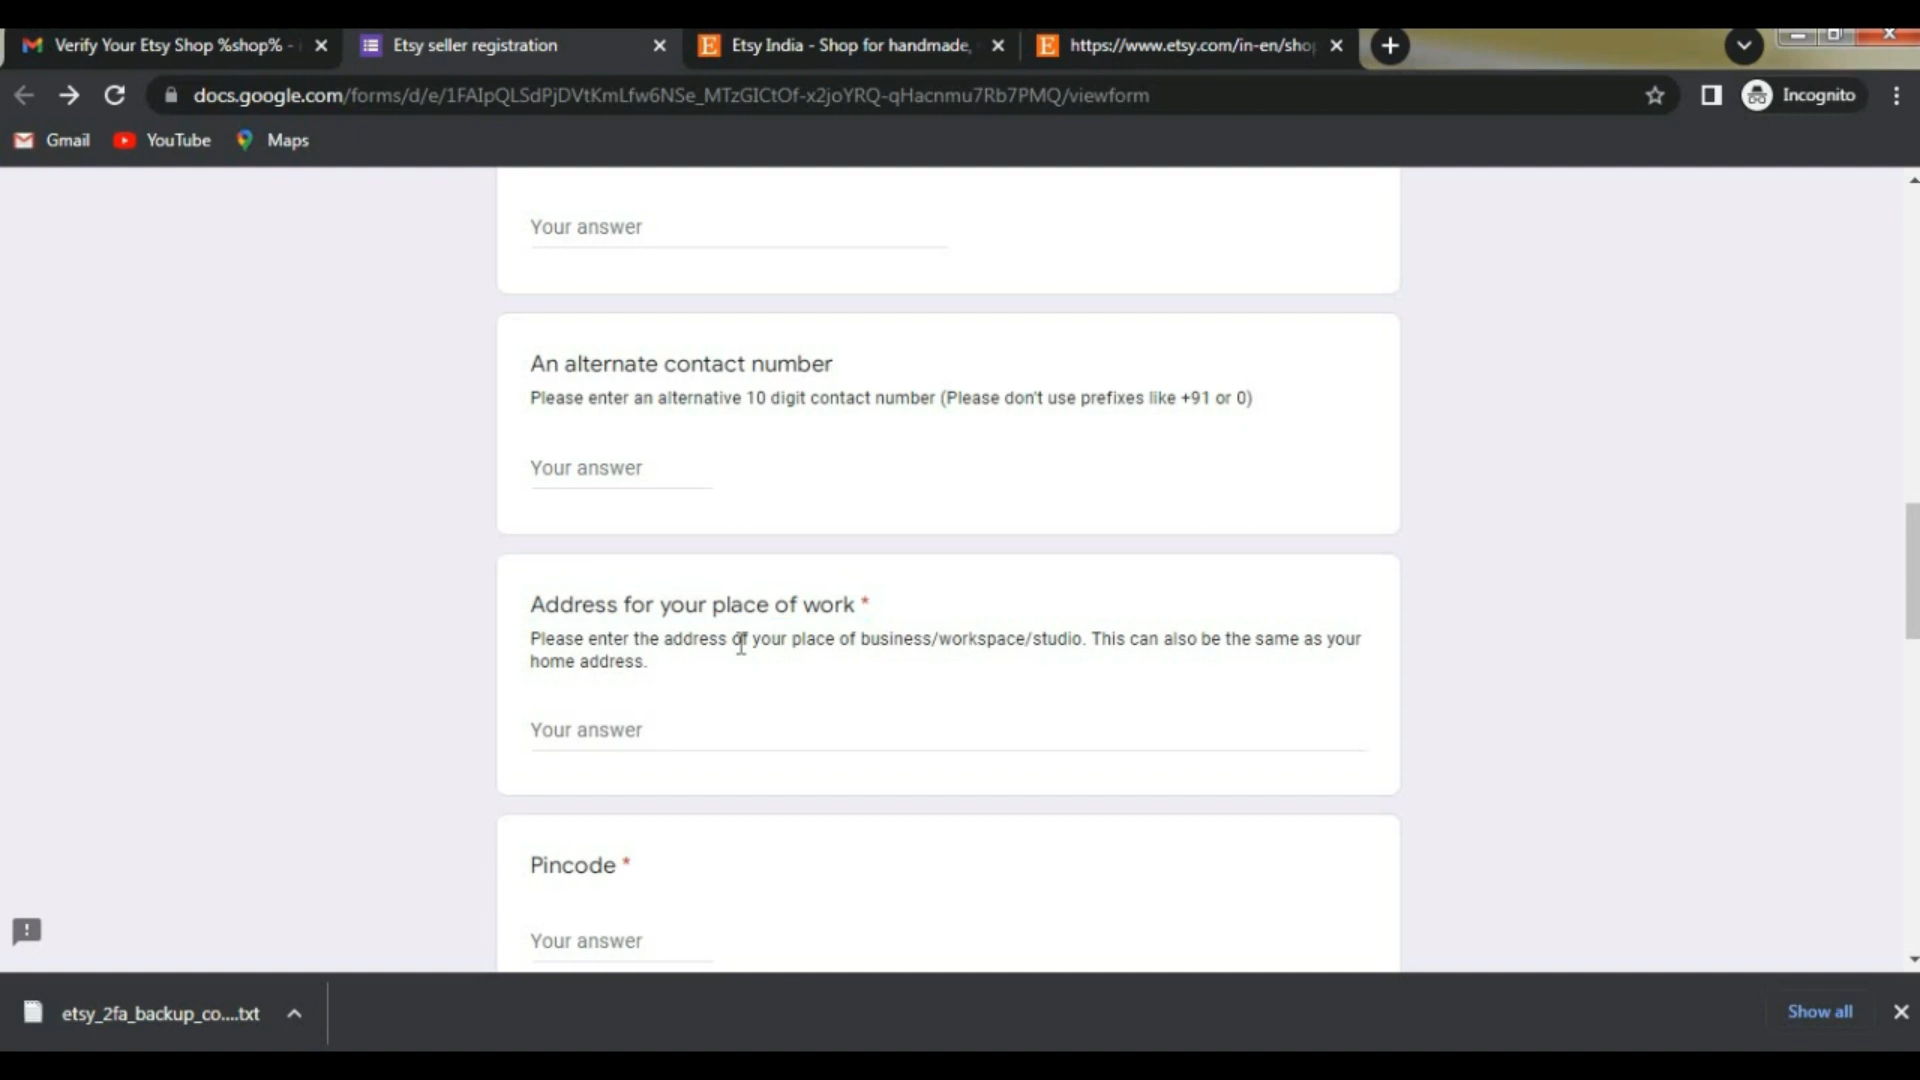 Verify Your Etsy Shop %shop% -
Etsy seller registration
Etsy India - Shop for handmade,
https://www.etsy.com/in-en/shop
docs.google.com/forms/d/e/1FAIpQLSdPjDVtKmLfw6NSe_MTzGICtOf-x2joYRQ-qHacnmu7Rb7PMQ/viewform
Incognito
Gmail
YouTube
Maps
Your answer
An alternate contact number
Please enter an alternative 10 digit contact number (Please don't use prefixes like +91 or 0)
Your answer
Address for your place of work *
Please enter the address of your place of business/workspace/studio. This can also be the same as your
home address.
Your answer
Pincode *
Your answer
etsy_2fa_backup_co....txt
Show all